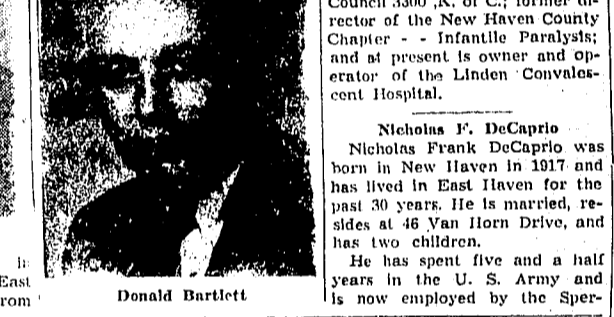 In
East
rom
Donald Bartlett
Council 3300 ,K. of C.; former di-
rector of the New Haven County
Chapter - - Infantile Paralysis;
and at present is owner and op-
erator of the Linden Convales-
cent Hospital.
Nicholas F. DeCaprio
Nicholas Frank DeCaprio was
born in New Haven in 1917 and
has lived in East Haven for the
past 30 years. He is married, re-
sides at 46 Van Horn Drive, and
has two children.
He has spent five and a half
years in the U. S. Army and
is now employed by the Sper-